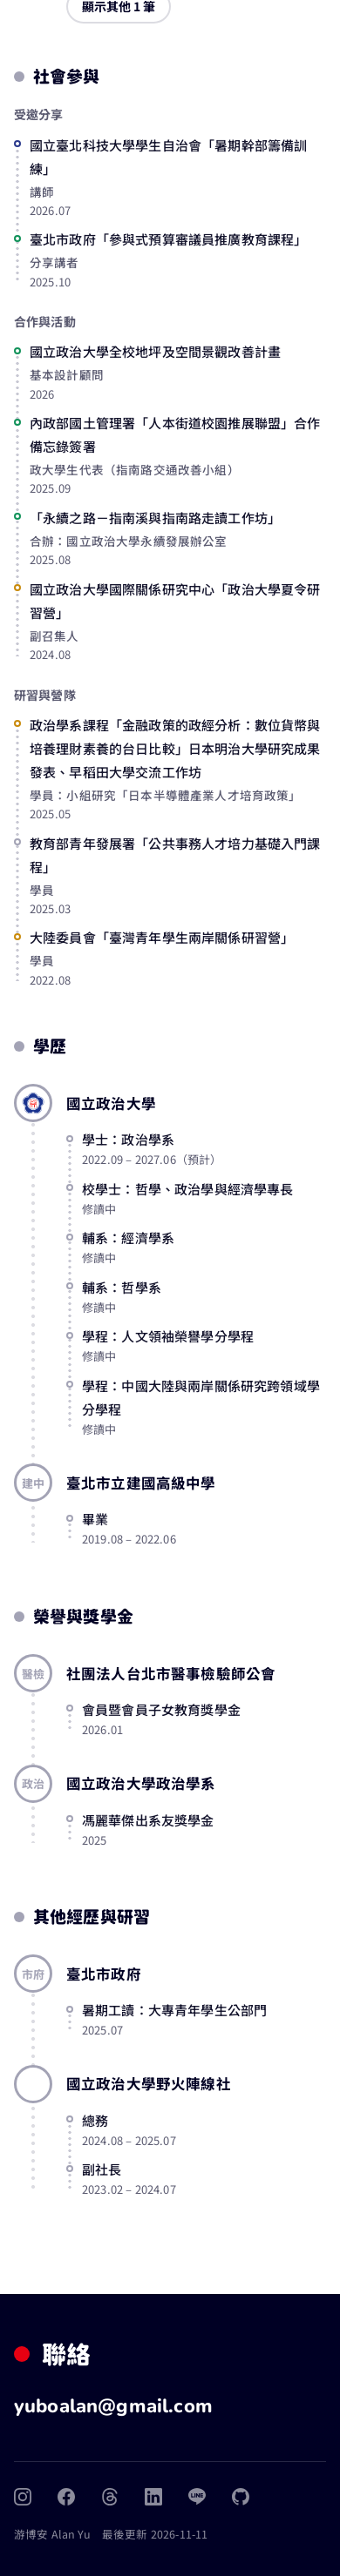 顯示其他 1 筆
社會參與
受邀分享
國立臺北科技大學學生自治會「暑期幹部籌備訓
練」
講師
2026.07
臺北市政府「參與式預算審議員推廣教育課程」
分享講者
2025.10
合作與活動
國立政治大學全校地坪及空間景觀改善計畫
基本設計顧問
2026
內政部國土管理署「人本街道校園推展聯盟」合作
備忘錄簽署
政大學生代表（指南路交通改善小組）
2025.09
「永續之路－指南溪與指南路走讀工作坊」
合辦：國立政治大學永續發展辦公室
2025.08
國立政治大學國際關係研究中心「政治大學夏令研
習營」
副召集人
2024.08
研習與營隊
政治學系課程「金融政策的政經分析：數位貨幣與
培養理財素養的台日比較」日本明治大學研究成果
發表、早稻田大學交流工作坊
學員：小組研究「日本半導體產業人才培育政策」
2025.05
教育部青年發展署「公共事務人才培力基礎入門課
程」
學員
2025.03
大陸委員會「臺灣青年學生兩岸關係研習營」
學員
2022.08
學歷
國立政治大學
學士：政治學系
2022.09 – 2027.06（預計）
校學士：哲學、政治學與經濟學專長
修讀中
輔系：經濟學系
修讀中
輔系：哲學系
修讀中
學程：人文領袖榮譽學分學程
修讀中
學程：中國大陸與兩岸關係研究跨領域學
分學程
修讀中
建中
臺北市立建國高級中學
畢業
2019.08 – 2022.06
榮譽與獎學金
醫檢
社團法人台北市醫事檢驗師公會
會員暨會員子女教育獎學金
2026.01
政治
國立政治大學政治學系
馮麗華傑出系友獎學金
2025
其他經歷與研習
市府
臺北市政府
暑期工讀：大專青年學生公部門
2025.07
國立政治大學野火陣線社
總務
2024.08 – 2025.07
副社長
2023.02 – 2024.07
聯絡
yuboalan@gmail.com
游博安 Alan Yu 最後更新 2026-11-11